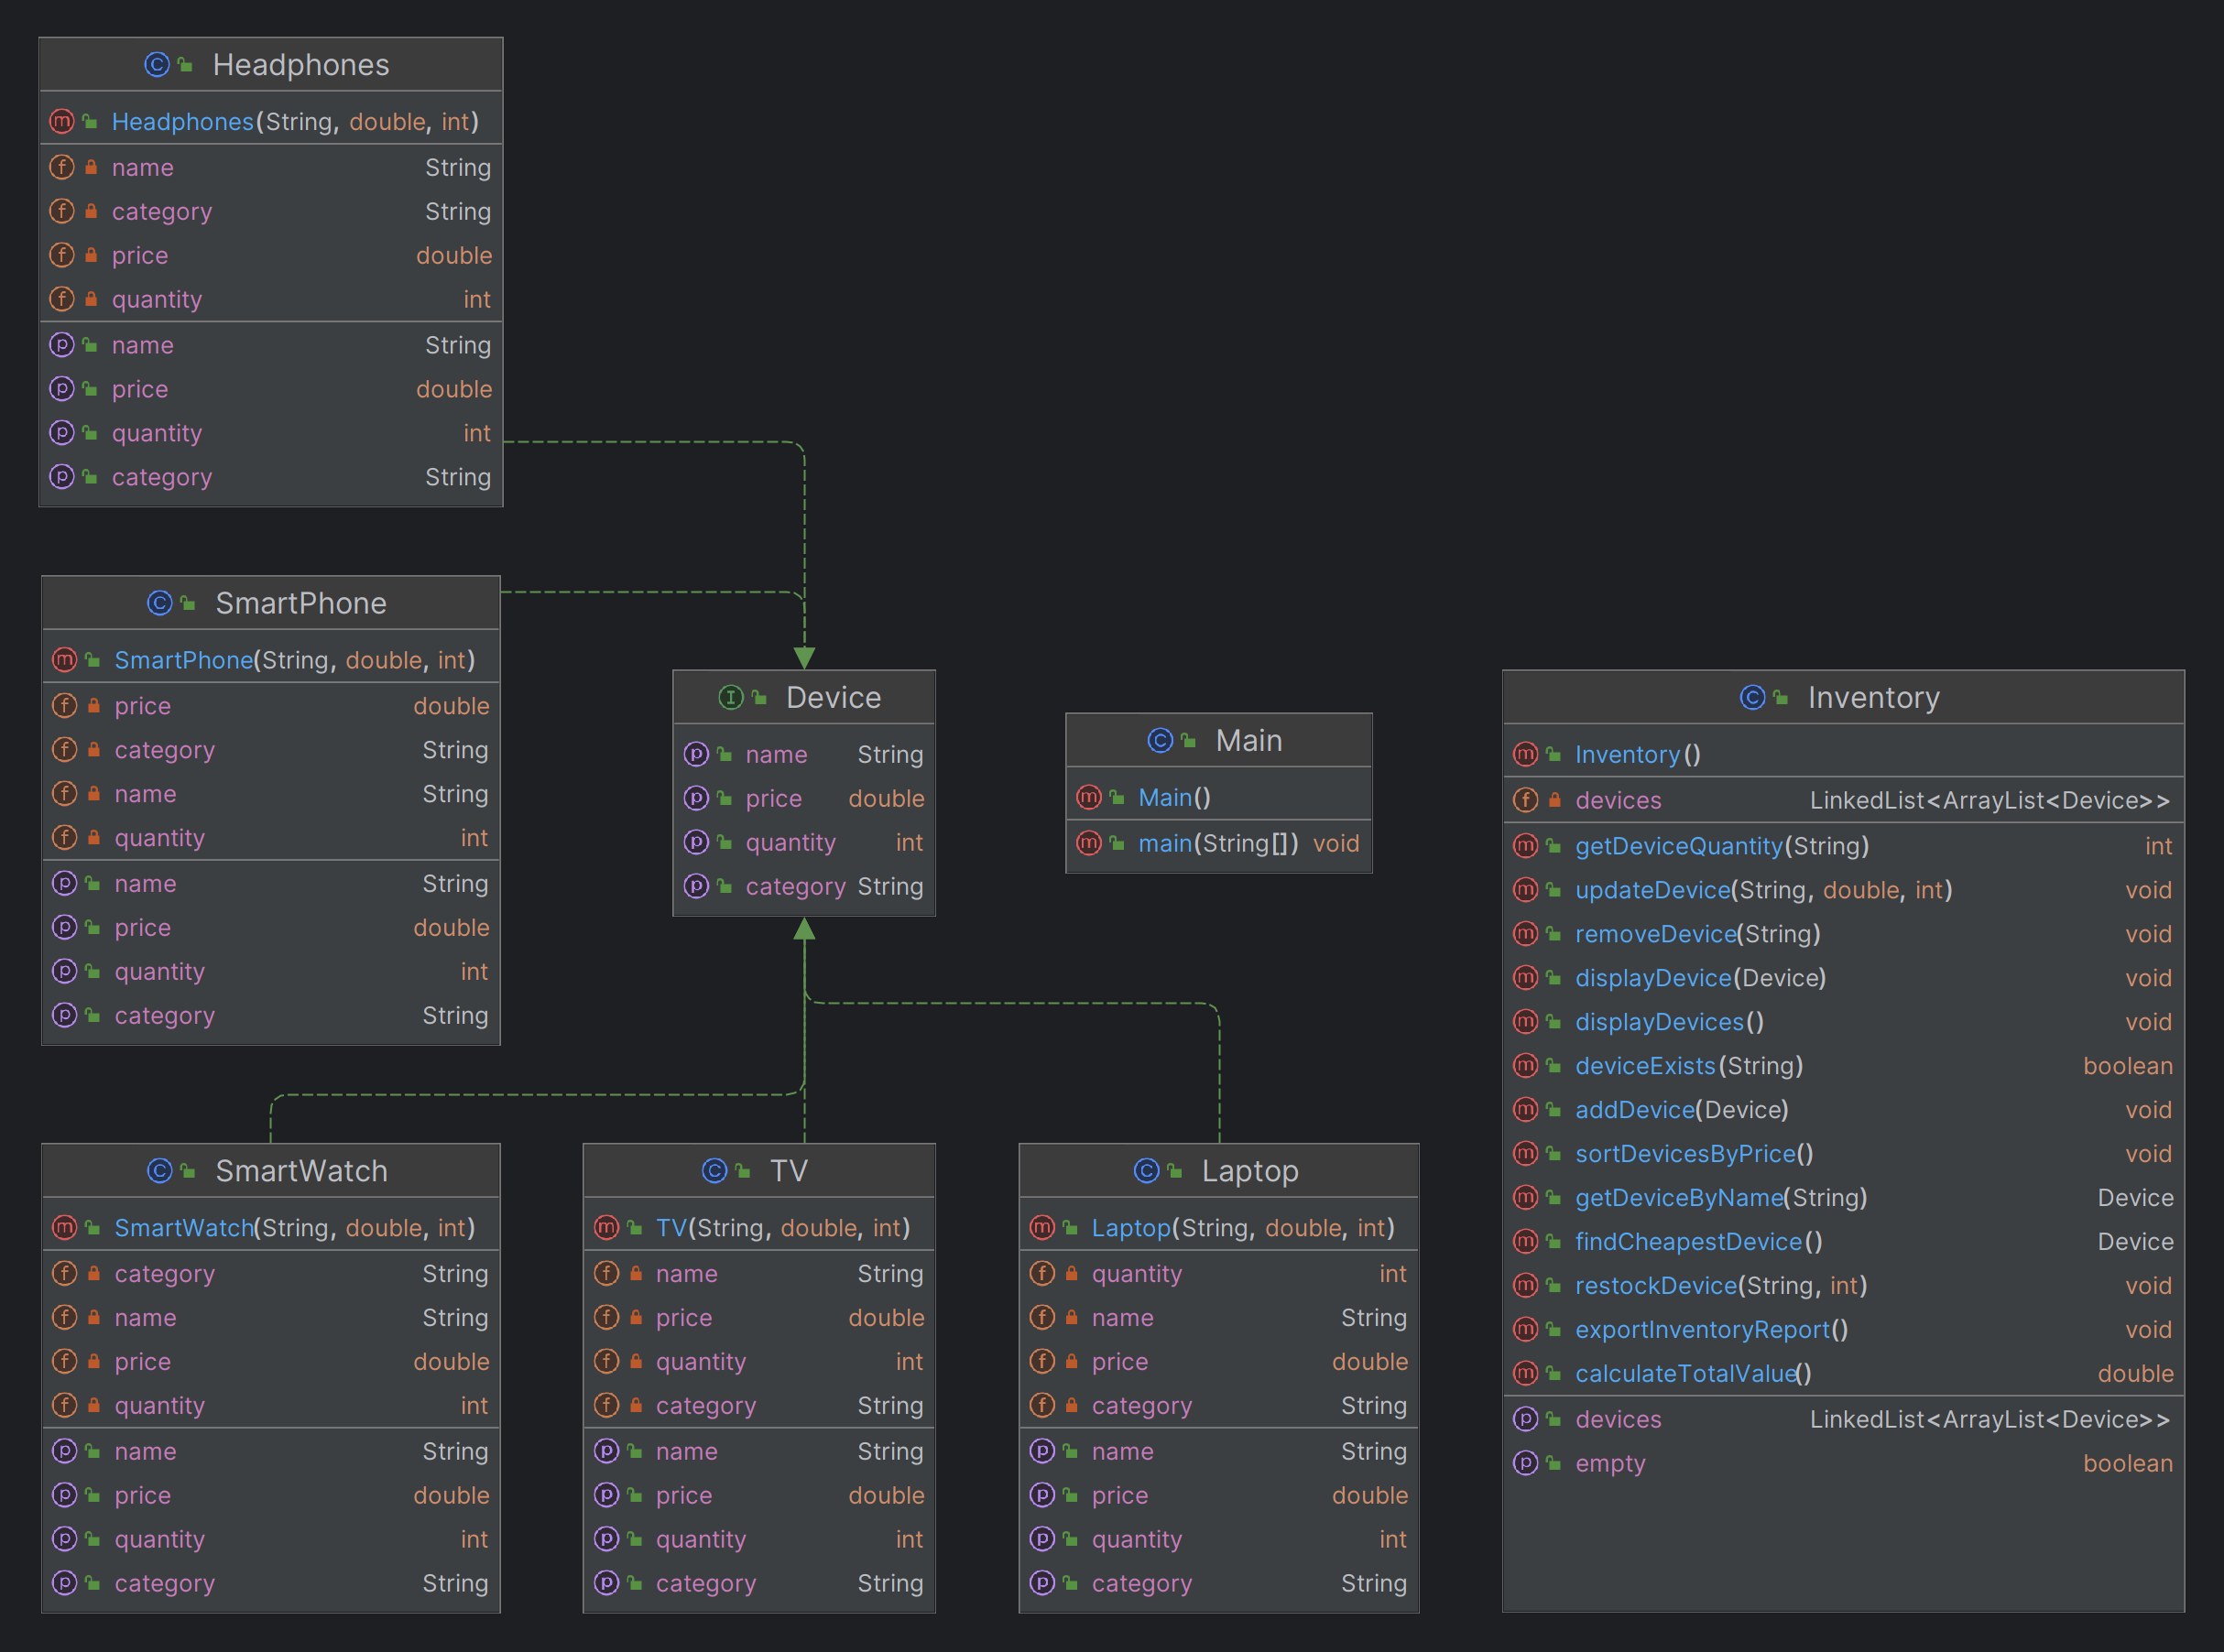 Headphones
Headphones(String, double, int)
name String
category String
price double
quantity int
name String
price double
quantity int
category String
SmartPhone
SmartPhone(String, double, int)
price double
category String
name String
quantity int
name String
price double
quantity int
category String
Device
name String
price double
quantity int
category String
Main
Main()
main(String[]) void
Inventory
Inventory()
devices LinkedList<ArrayList<Device>>
getDeviceQuantity(String) int
updateDevice(String, double, int) void
removeDevice(String) void
displayDevice(Device) void
displayDevices() void
deviceExists(String) boolean
addDevice(Device) void
sortDevicesByPrice() void
getDeviceByName(String) Device
findCheapestDevice() Device
restockDevice(String, int) void
exportInventoryReport() void
calculateTotalValue() double
devices LinkedList<ArrayList<Device>>
empty boolean
SmartWatch
SmartWatch(String, double, int)
category String
name String
price double
quantity int
name String
price double
quantity int
category String
TV
TV(String, double, int)
name String
price double
quantity int
category String
name String
price double
quantity int
category String
Laptop
Laptop(String, double, int)
quantity int
name String
price double
category String
name String
price double
quantity int
category String